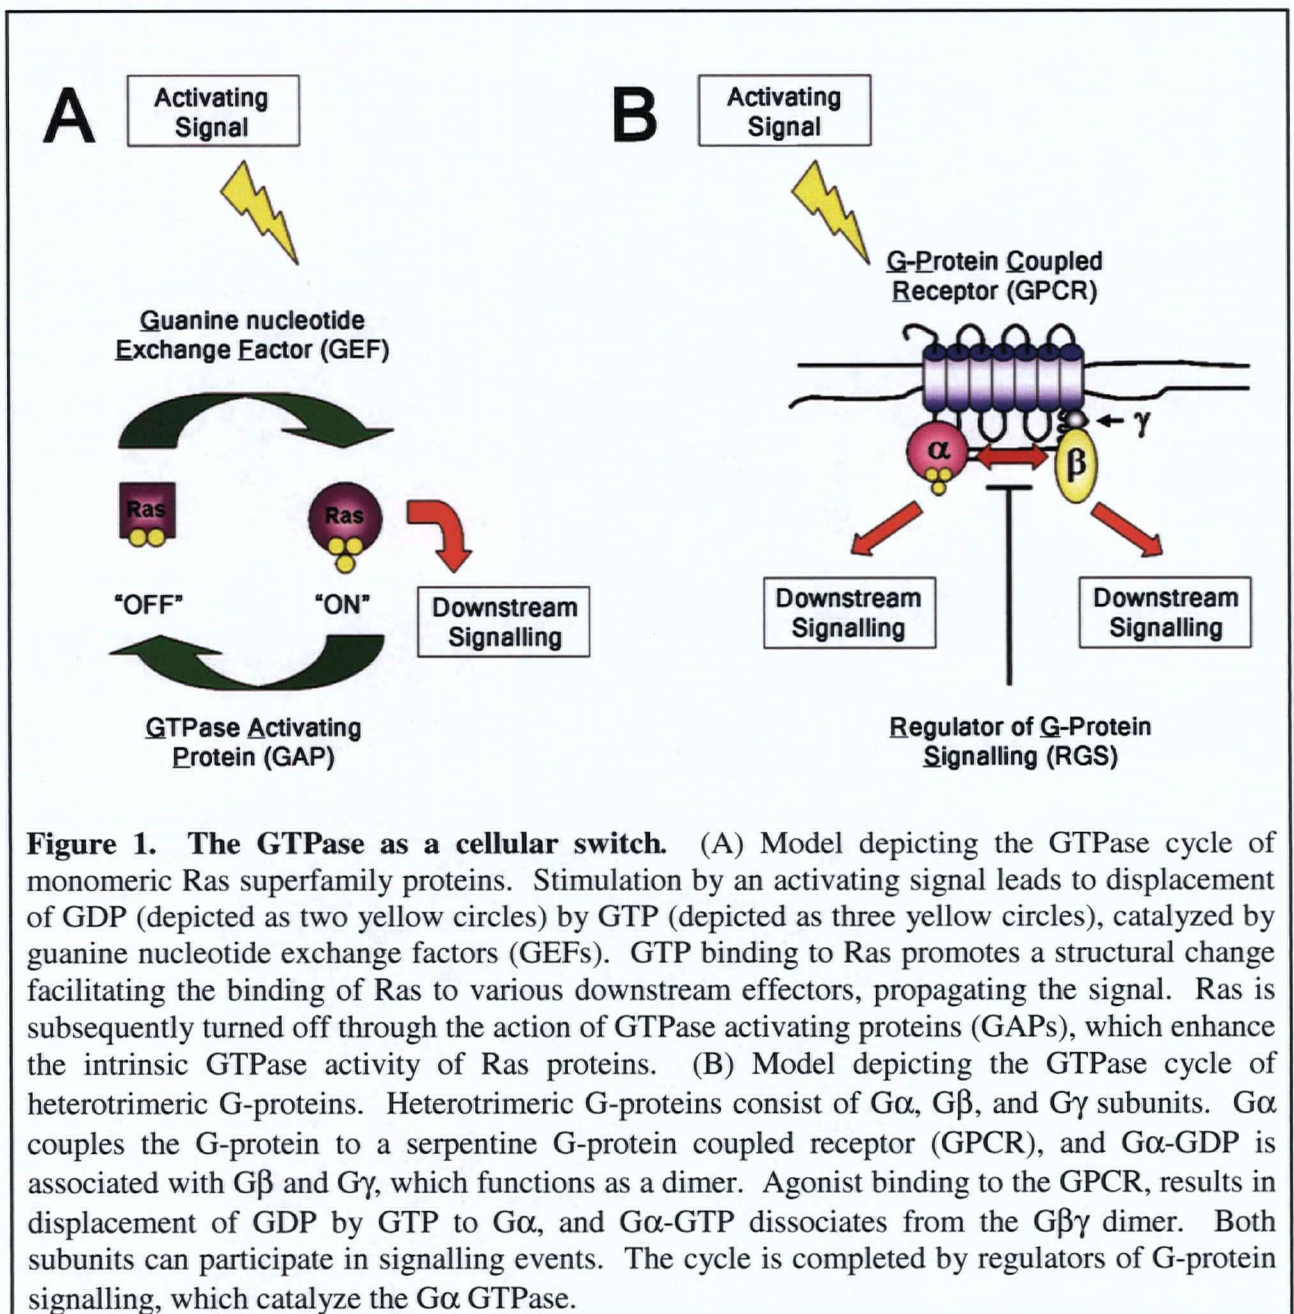 A
Activating
Signal
Guanine nucleotide
Exchange Factor (GEF)
Ras
Ras
"OFF"
"ON"
Downstream
Signalling
GTPase Activating
Protein (GAP)
B
Activating
Signal
G-Protein Coupled
Receptor (GPCR)
γ
α
β
Downstream
Signalling
Downstream
Signalling
Regulator of G-Protein
Signalling (RGS)
Figure 1. The GTPase as a cellular switch. (A) Model depicting the GTPase cycle of
monomeric Ras superfamily proteins. Stimulation by an activating signal leads to displacement
of GDP (depicted as two yellow circles) by GTP (depicted as three yellow circles), catalyzed by
guanine nucleotide exchange factors (GEFs). GTP binding to Ras promotes a structural change
facilitating the binding of Ras to various downstream effectors, propagating the signal. Ras is
subsequently turned off through the action of GTPase activating proteins (GAPs), which enhance
the intrinsic GTPase activity of Ras proteins. (B) Model depicting the GTPase cycle of
heterotrimeric G-proteins. Heterotrimeric G-proteins consist of Gα, Gβ, and Gγ subunits. Gα
couples the G-protein to a serpentine G-protein coupled receptor (GPCR), and Gα-GDP is
associated with Gβ and Gγ, which functions as a dimer. Agonist binding to the GPCR, results in
displacement of GDP by GTP to Gα, and Gα-GTP dissociates from the Gβγ dimer. Both
subunits can participate in signalling events. The cycle is completed by regulators of G-protein
signalling, which catalyze the Gα GTPase.